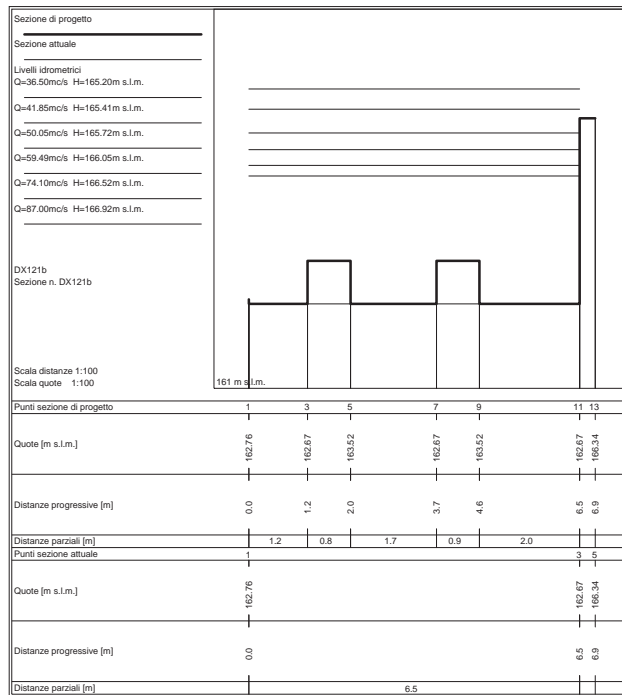 Sezione di progetto
Sezione attuale
Livelli idrometrici
Q=36.50mc/s H=165.20m s.l.m.
Q=41.85mc/s H=165.41m s.l.m.
Q=50.05mc/s H=165.72m s.l.m.
Q=59.49mc/s H=166.05m s.l.m.
Q=74.10mc/s H=166.52m s.l.m.
Q=87.00mc/s H=166.92m s.l.m.
DX121b
Sezione n. DX121b
Scala distanze 1:100
Scala quote 1:100
161 m s.l.m.
Punti sezione di progetto 1 3 5 7 9 11 13
Quote [m s.l.m.] 162.76 162.67 163.52 162.67 163.52 162.67 166.34
Distanze progressive [m] 0.0 1.2 2.0 3.7 4.6 6.5 6.9
Distanze parziali [m] 1.2 0.8 1.7 0.9 2.0
Punti sezione attuale 1 3 5
Quote [m s.l.m.] 162.76 162.67 166.34
Distanze progressive [m] 0.0 6.5 6.9
Distanze parziali [m] 6.5